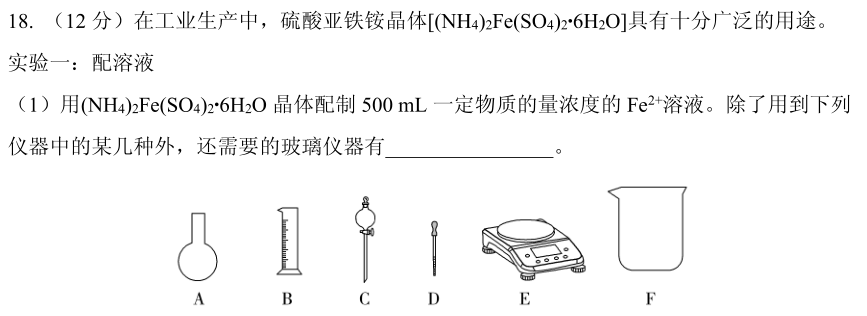 18. （12 分）在工业生产中，硫酸亚铁铵晶体[(NH₄)₂Fe(SO₄)₂•6H₂O]具有十分广泛的用途。
实验一：配溶液
（1）用(NH₄)₂Fe(SO₄)₂•6H₂O 晶体配制 500 mL 一定物质的量浓度的 Fe²⁺溶液。除了用到下列
仪器中的某几种外，还需要的玻璃仪器有________________。
A B C D E F